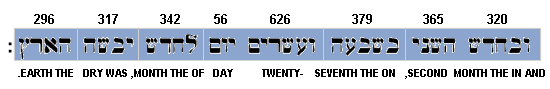 296 317 342 56 626 379 365 320
ובחדש השני בשבעה ועשרים יום לחדש יבשה הארץ :
.EARTH THE DRY WAS ,MONTH THE OF DAY TWENTY- SEVENTH THE ON ,SECOND MONTH THE IN AND